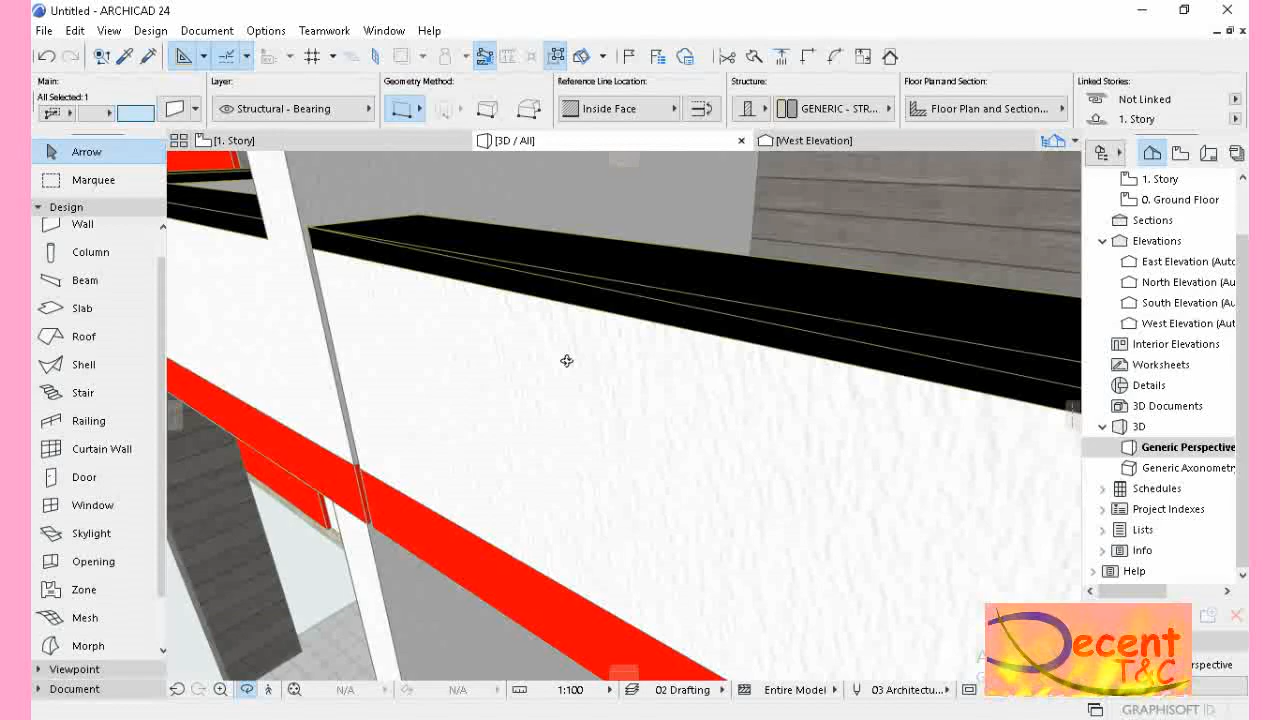 Untitled - ARCHICAD 24
File Edit View Design Document Options Teamwork Window Help
Main: Layer: Geometry Method: Reference Line Location: Structure: Floor Plan and Section: Linked Stories:
All Selected: 1
Structural - Bearing
Inside Face
GENERIC - STR...
Floor Plan and Section...
Not Linked
1. Story
[1. Story]
[3D / All]
[West Elevation]
Arrow
Marquee
Design
Wall
Column
Beam
Slab
Roof
Shell
Stair
Railing
Curtain Wall
Door
Window
Skylight
Opening
Zone
Mesh
Morph
Viewpoint
Document
1. Story
0. Ground Floor
Sections
Elevations
East Elevation (Auto
North Elevation (Au
South Elevation (Au
West Elevation (Aut
Interior Elevations
Worksheets
Details
3D Documents
3D
Generic Perspective
Generic Axonometry
Schedules
Project Indexes
Lists
Info
Help
Decent
T&C
rspective
N/A
N/A
1:100
02 Drafting
Entire Model
03 Architectu...
GRAPHISOFT ID